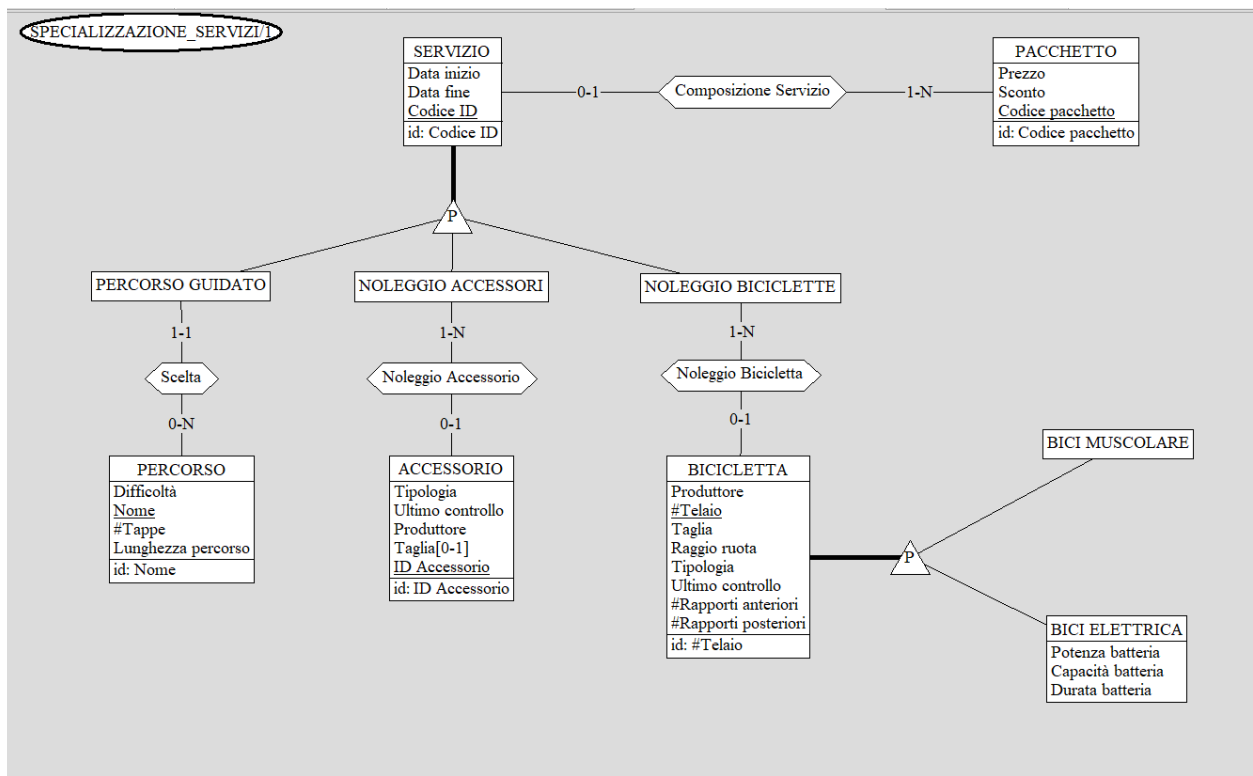 SPECIALIZZAZIONE_SERVIZI/1
SERVIZIO
Data inizio
Data fine
Codice ID
id: Codice ID
0-1
Composizione Servizio
1-N
PACCHETTO
Prezzo
Sconto
Codice pacchetto
id: Codice pacchetto
P
PERCORSO GUIDATO
NOLEGGIO ACCESSORI
NOLEGGIO BICICLETTE
1-1
1-N
1-N
Scelta
Noleggio Accessorio
Noleggio Bicicletta
0-N
0-1
0-1
PERCORSO
Difficoltà
Nome
#Tappe
Lunghezza percorso
id: Nome
ACCESSORIO
Tipologia
Ultimo controllo
Produttore
Taglia[0-1]
ID Accessorio
id: ID Accessorio
BICICLETTA
Produttore
#Telaio
Taglia
Raggio ruota
Tipologia
Ultimo controllo
#Rapporti anteriori
#Rapporti posteriori
id: #Telaio
P
BICI MUSCOLARE
BICI ELETTRICA
Potenza batteria
Capacità batteria
Durata batteria